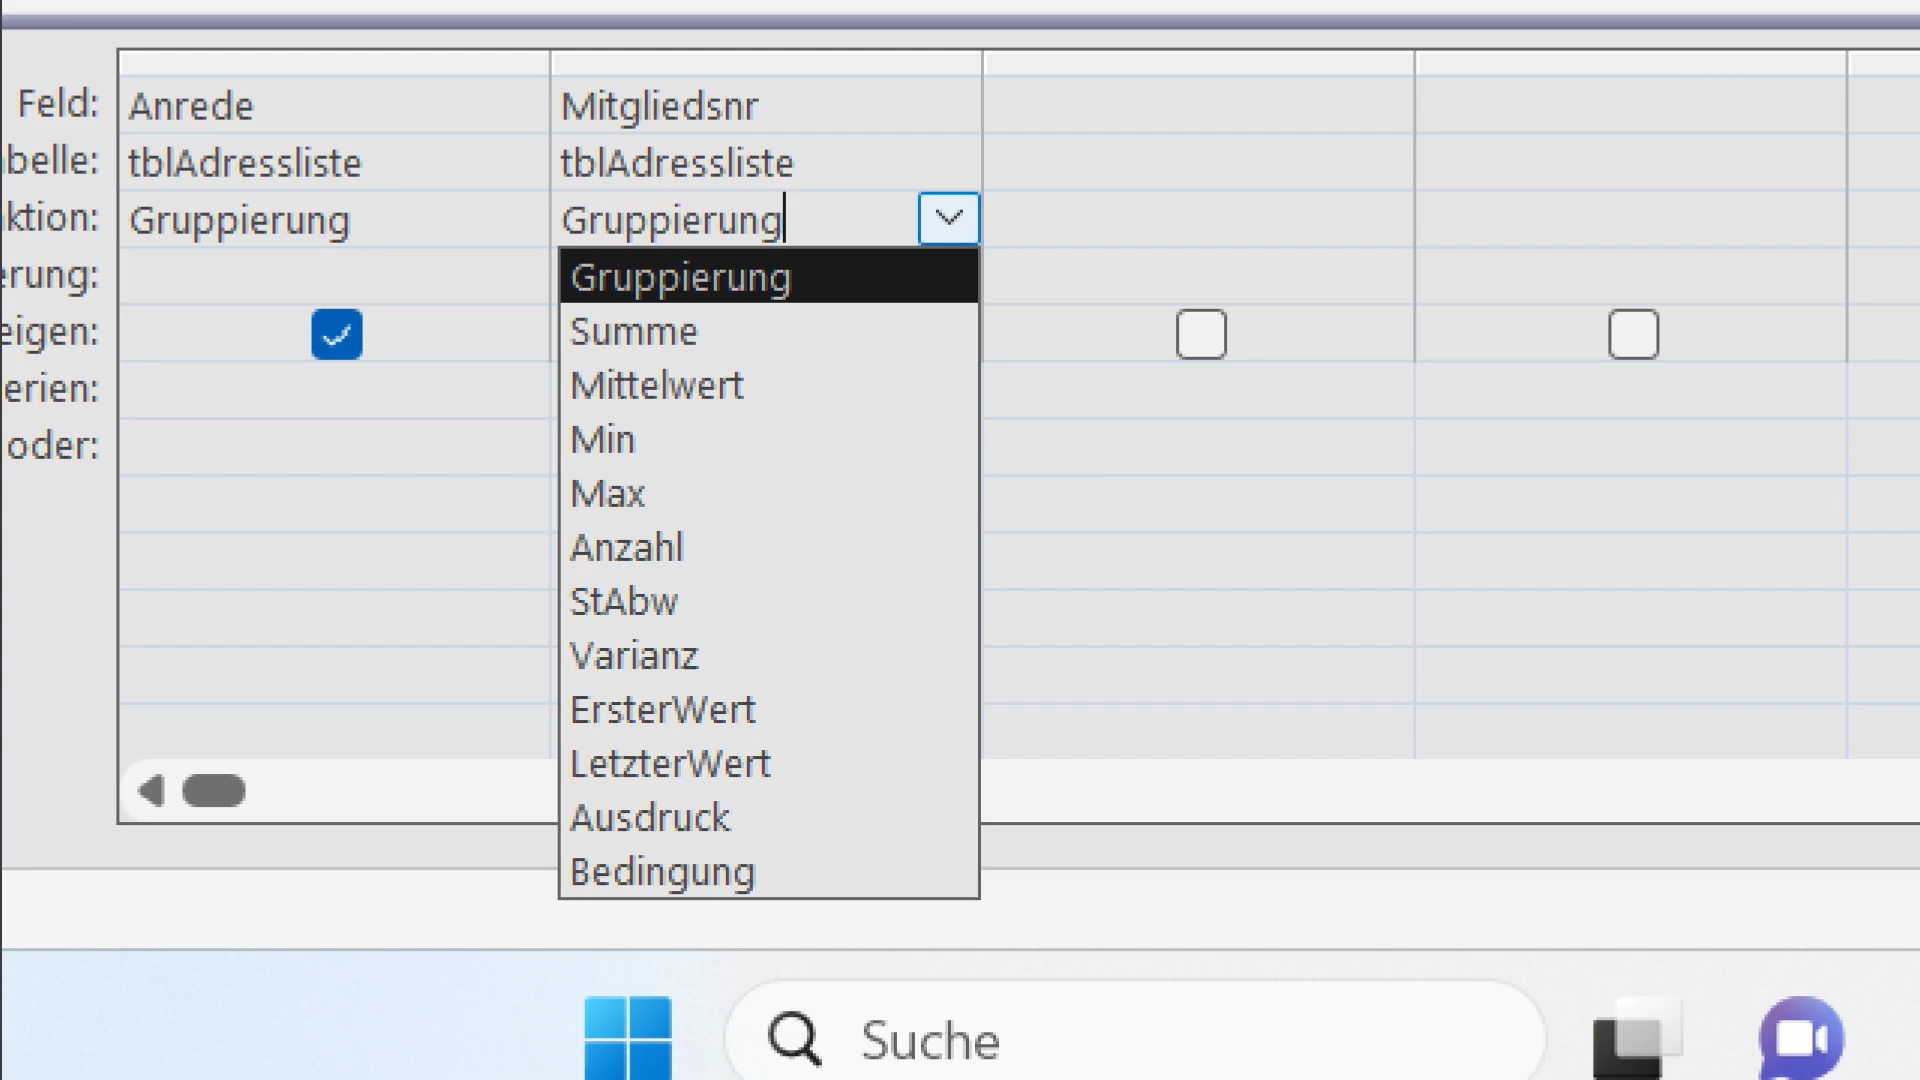 Feld: Anrede Mitgliedsnr
belle: tblAdressliste tblAdressliste
ktion: Gruppierung Gruppierung
erung: Gruppierung
eigen: Summe
erien: Mittelwert
oder: Min
Max
Anzahl
StAbw
Varianz
ErsterWert
LetzterWert
Ausdruck
Bedingung
Suche